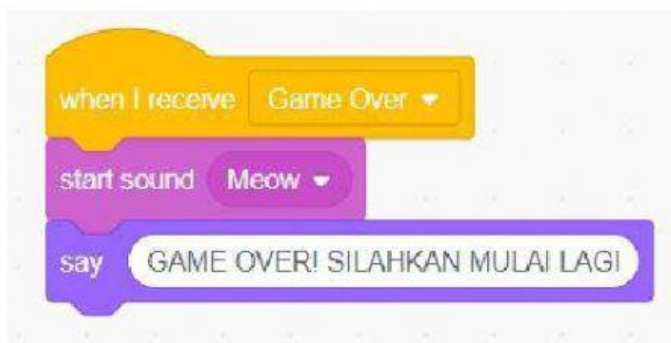 when I receive Game Over
start sound Meow
say GAME OVER! SILAHKAN MULAI LAGI